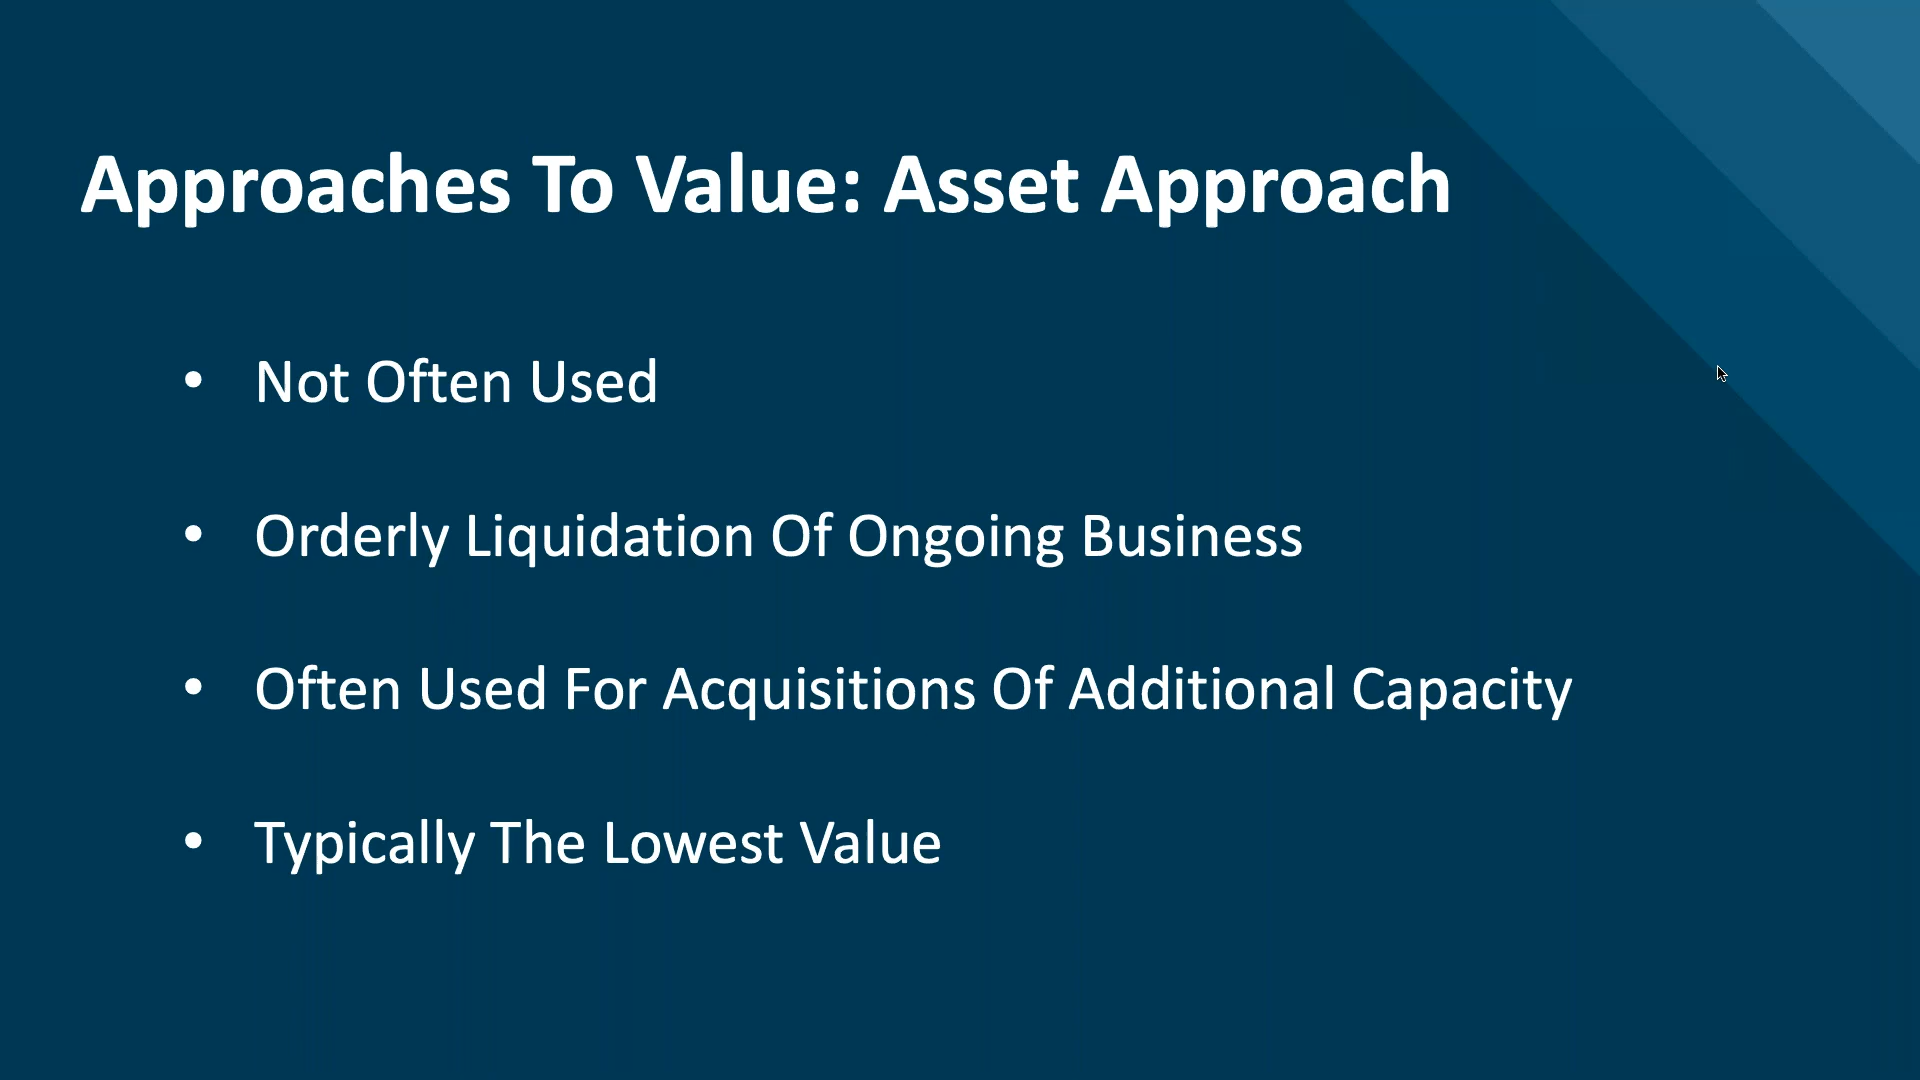 Approaches To Value: Asset Approach
• Not Often Used
• Orderly Liquidation Of Ongoing Business
• Often Used For Acquisitions Of Additional Capacity
• Typically The Lowest Value